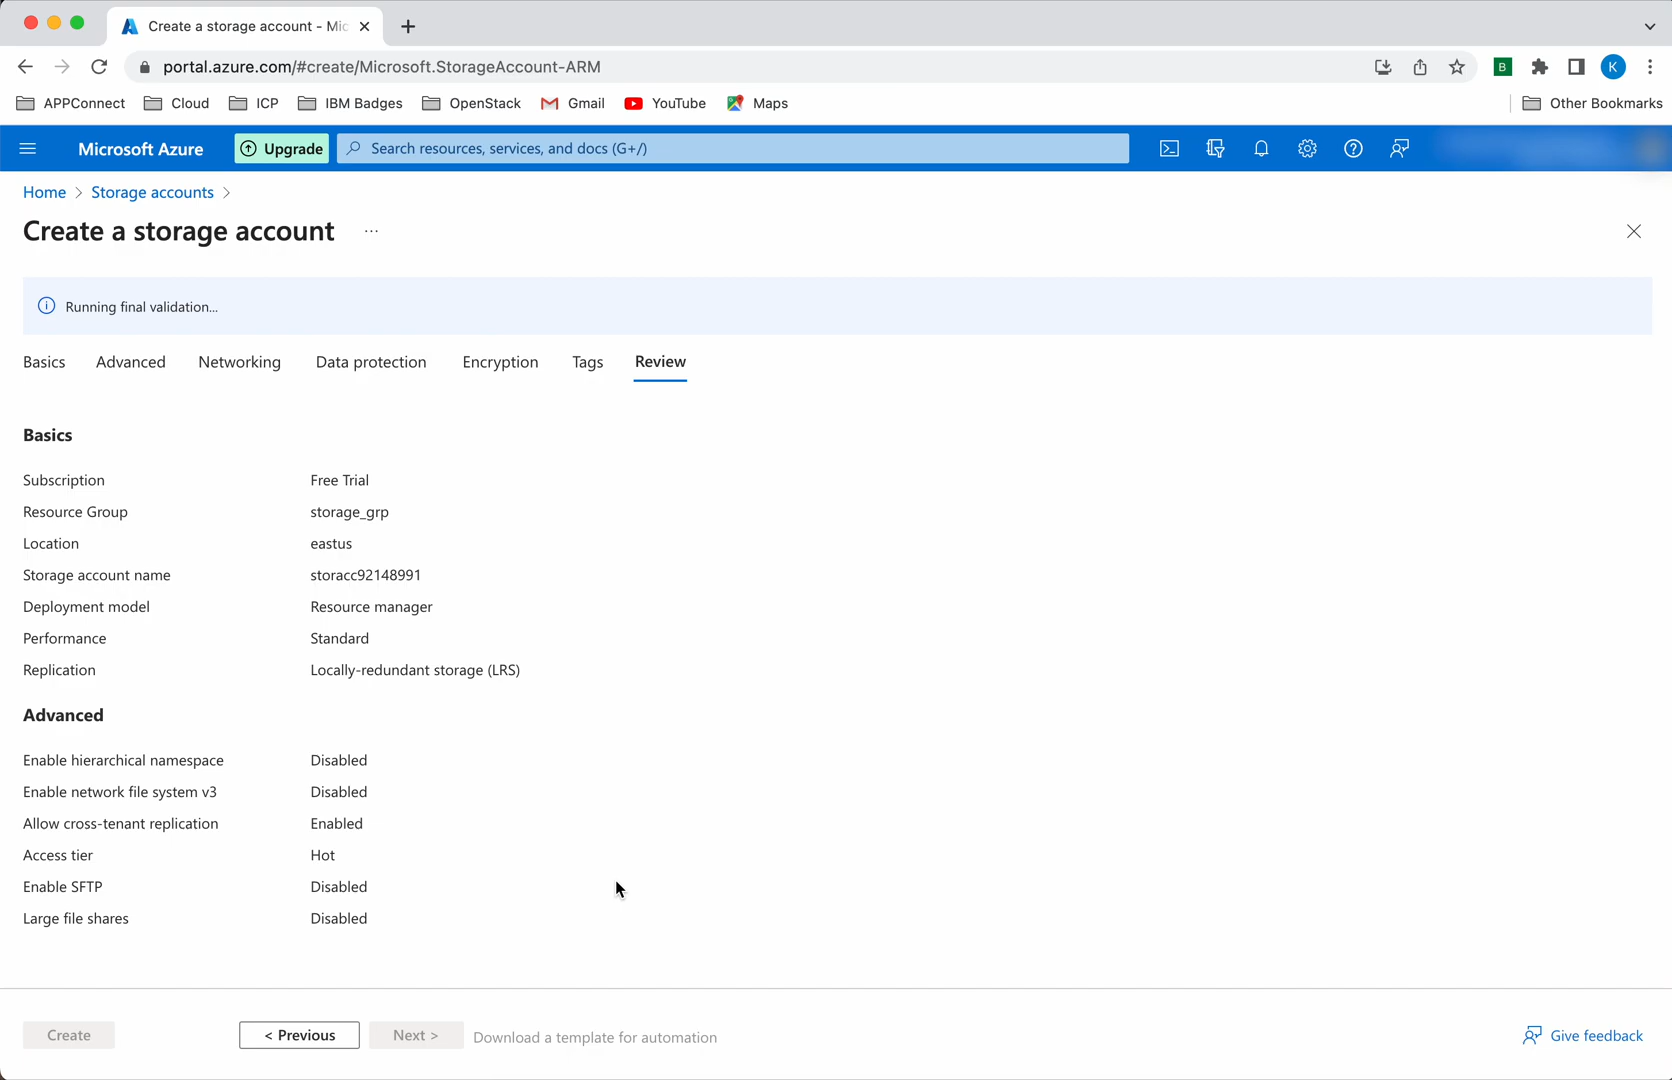 Create a storage account - Mic
portal.azure.com/#create/Microsoft.StorageAccount-ARM
B
K
APPConnect
Cloud
ICP
IBM Badges
OpenStack
Gmail
YouTube
Maps
Other Bookmarks
Microsoft Azure
Upgrade
Search resources, services, and docs (G+/)
Home > Storage accounts >
Create a storage account ...
Running final validation...
Basics
Advanced
Networking
Data protection
Encryption
Tags
Review
Basics
Subscription Free Trial
Resource Group storage_grp
Location eastus
Storage account name storacc92148991
Deployment model Resource manager
Performance Standard
Replication Locally-redundant storage (LRS)
Advanced
Enable hierarchical namespace Disabled
Enable network file system v3 Disabled
Allow cross-tenant replication Enabled
Access tier Hot
Enable SFTP Disabled
Large file shares Disabled
Create
< Previous
Next >
Download a template for automation
Give feedback